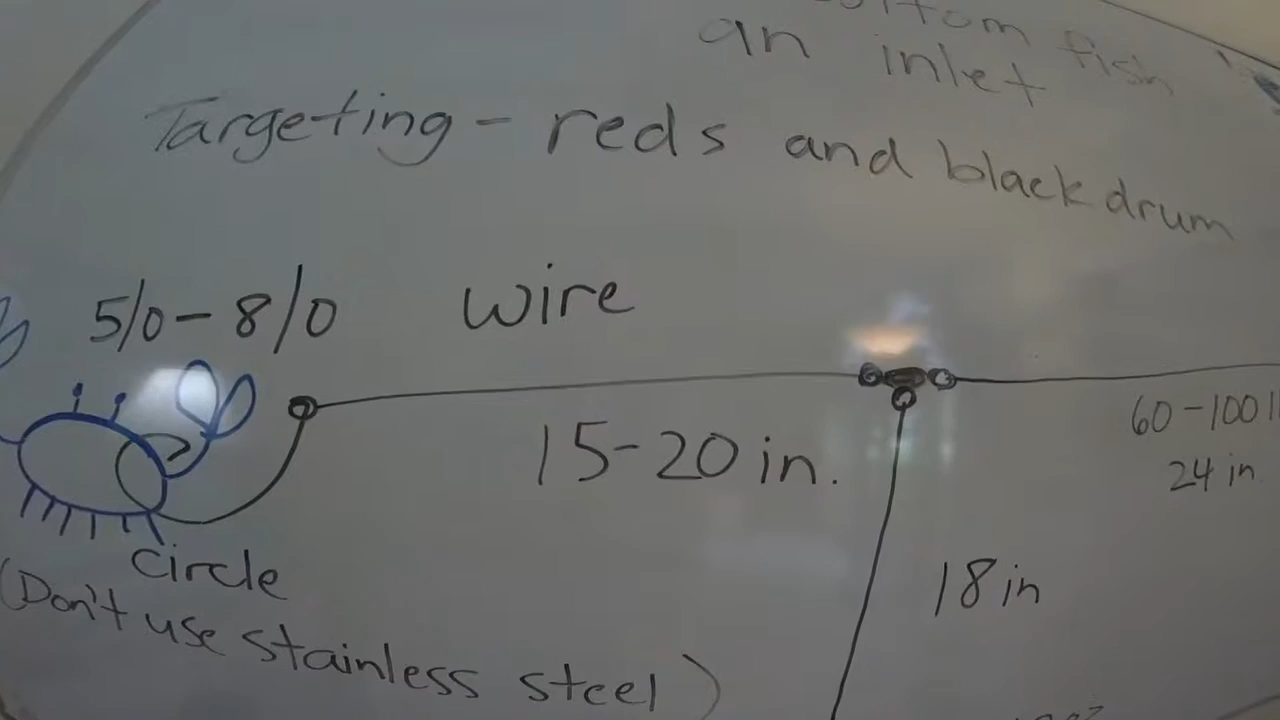 bottom fish
an inlet
Targeting - reds and black drum
5/0 - 8/0 wire
15-20 in.
60-100
24 in
18 in
circle
(Don't use stainless steel)